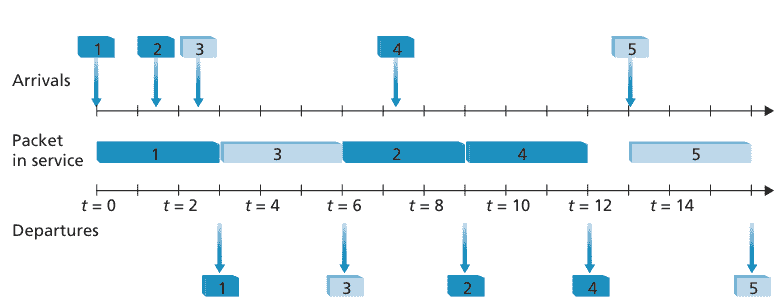 1 2 3 4 5
Arrivals
Packet
in service
1 3 2 4 5
t = 0 t = 2 t = 4 t = 6 t = 8 t = 10 t = 12 t = 14
Departures
1 3 2 4 5